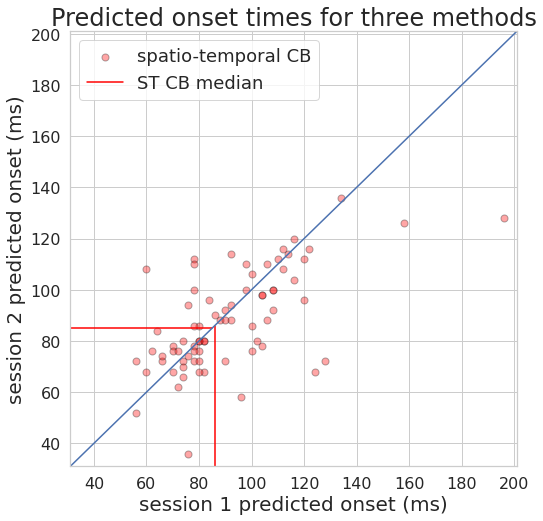 Predicted onset times for three methods
spatio-temporal CB
ST CB median
200
180
160
140
120
100
80
60
40
session 2 predicted onset (ms)
40 60 80 100 120 140 160 180 200
session 1 predicted onset (ms)